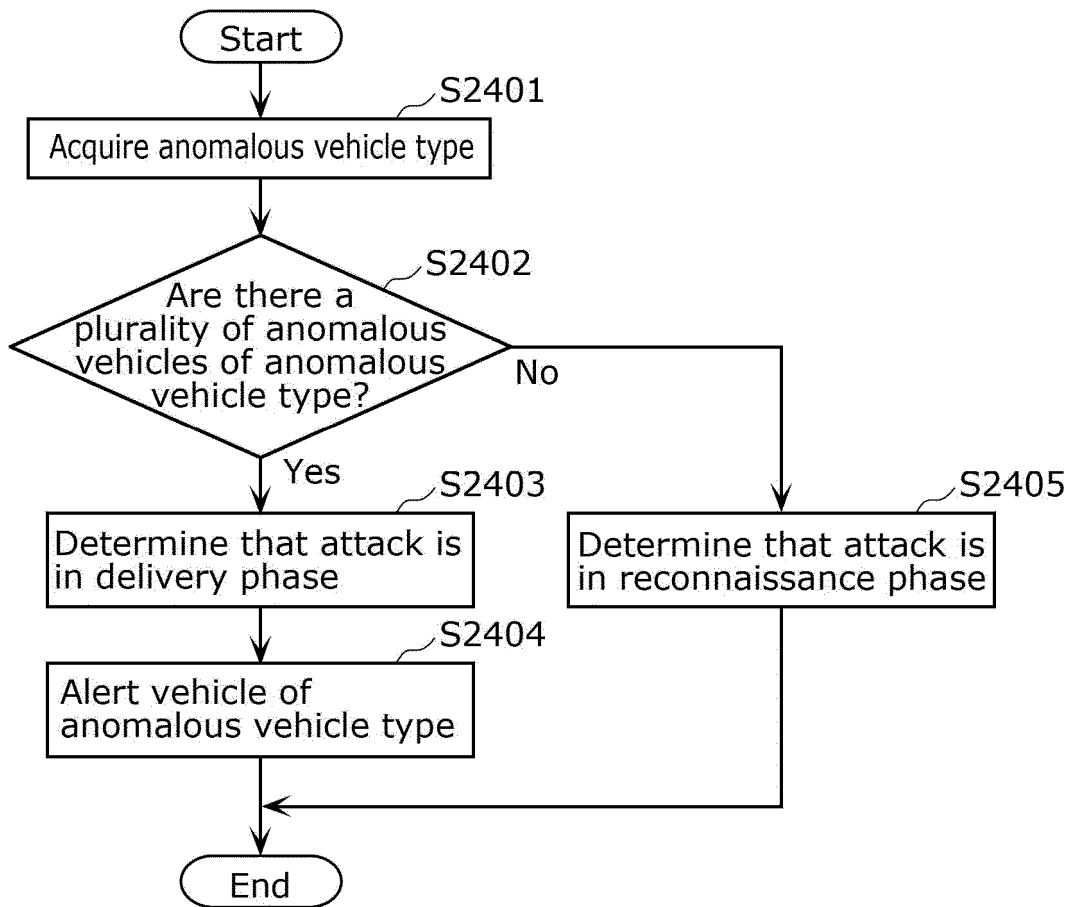 Start
S2401
Acquire anomalous vehicle type
S2402
Are there a
plurality of anomalous
vehicles of anomalous
vehicle type?
No
Yes
S2403
Determine that attack is
in delivery phase
S2405
Determine that attack is
in reconnaissance phase
S2404
Alert vehicle of
anomalous vehicle type
End